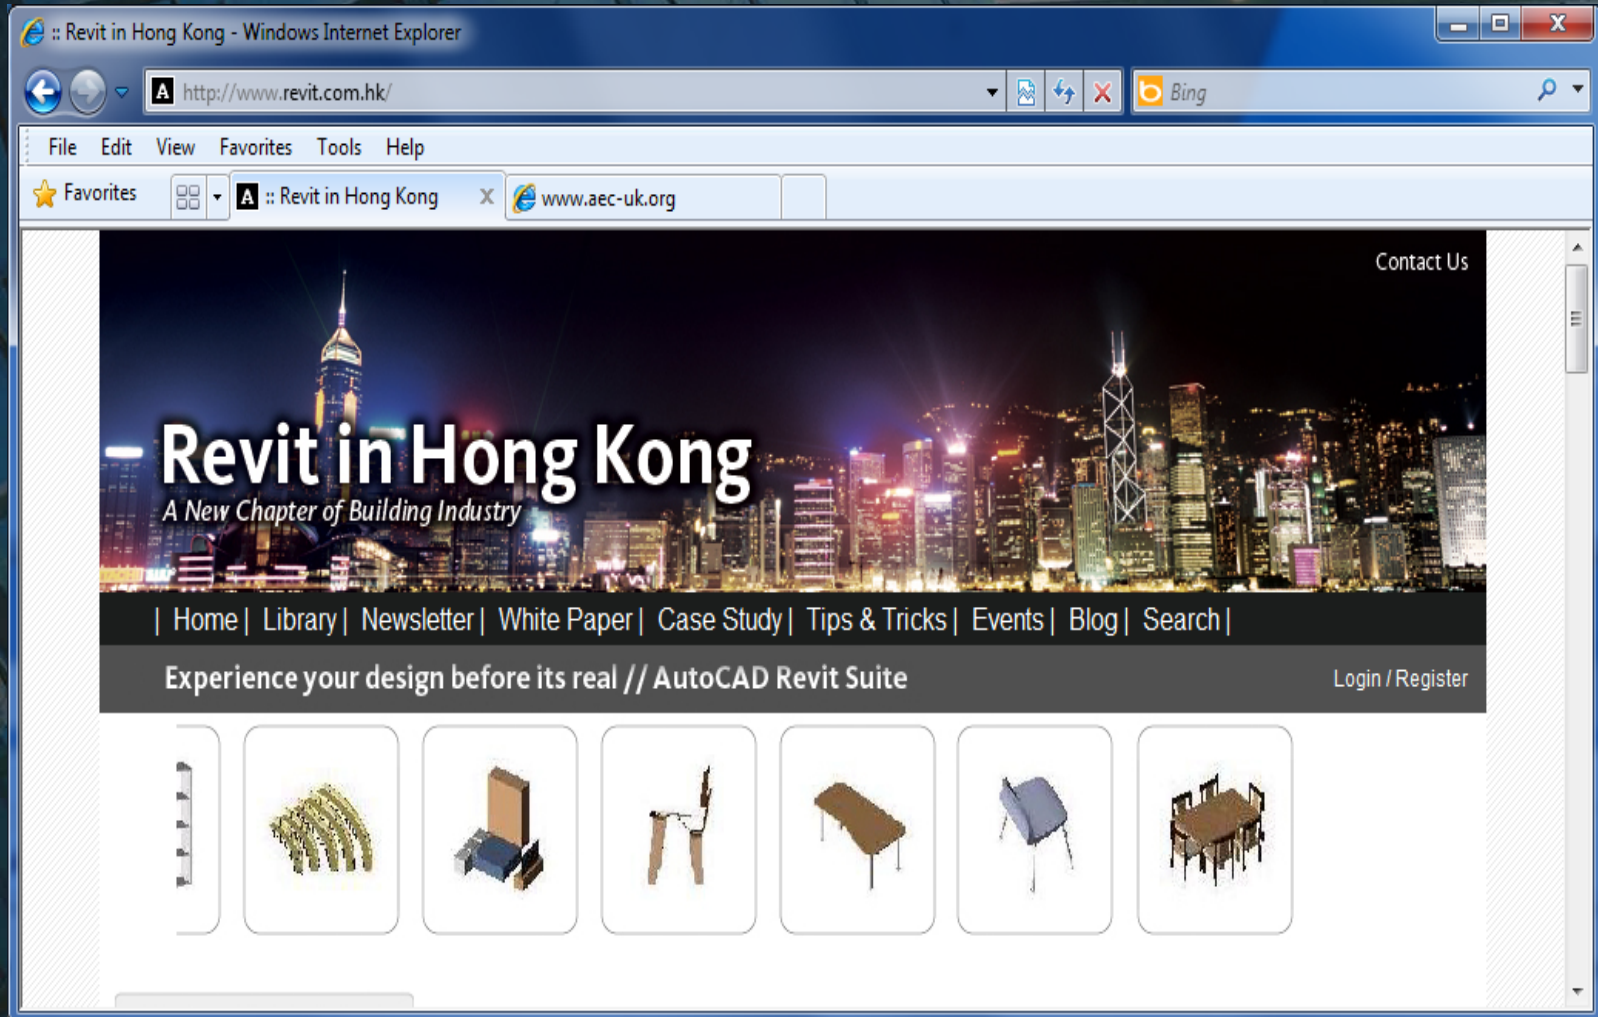 :: Revit in Hong Kong - Windows Internet Explorer
http://www.revit.com.hk/
Bing
File Edit View Favorites Tools Help
Favorites :: Revit in Hong Kong www.aec-uk.org
Contact Us
Revit in Hong Kong
A New Chapter of Building Industry
| Home | Library | Newsletter | White Paper | Case Study | Tips & Tricks | Events | Blog | Search |
Experience your design before its real // AutoCAD Revit Suite Login / Register